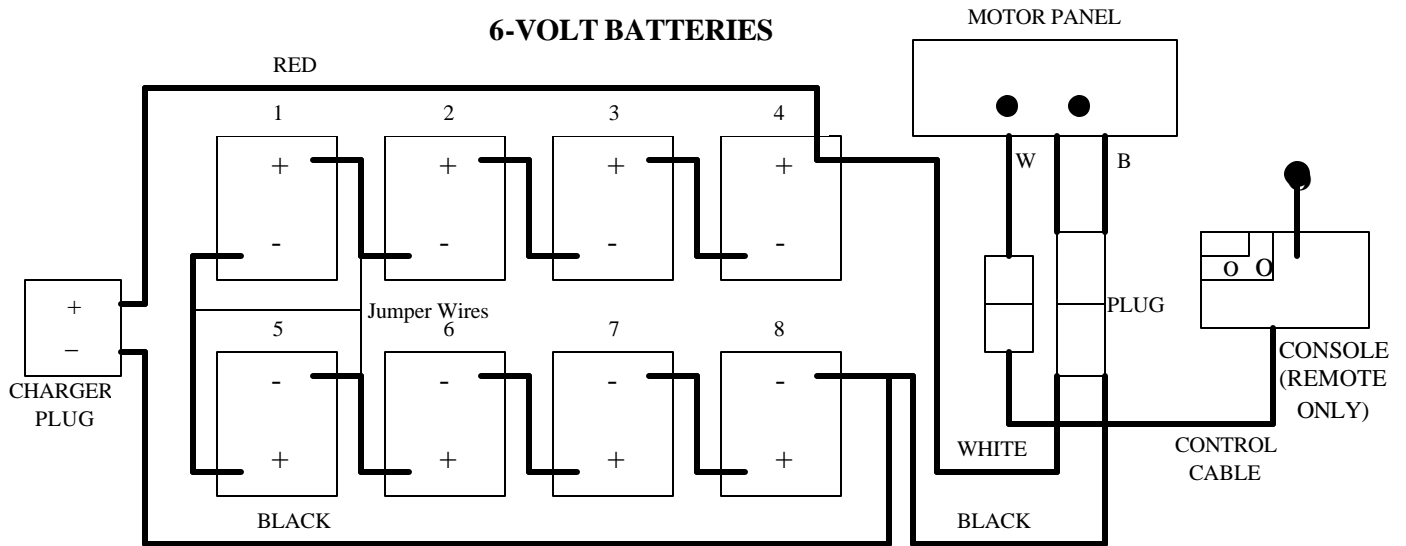 6-VOLT BATTERIES
MOTOR PANEL
RED
1 2 3 4
+ + + +
W B
- - - -
O O
+
Jumper Wires
PLUG
5 6 7 8
–
CONSOLE
(REMOTE
ONLY)
CHARGER
PLUG
- - - -
+ + + +
WHITE
CONTROL
CABLE
BLACK
BLACK